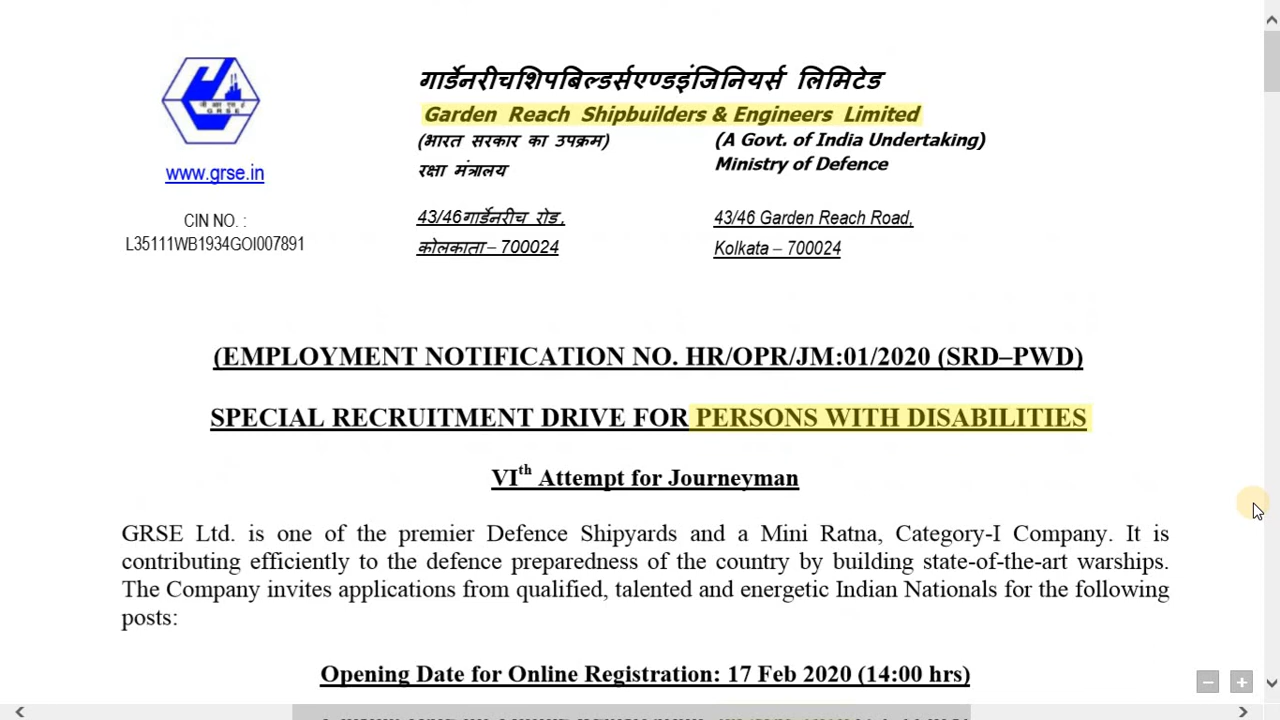 गार्डेनरीचशिपबिल्डर्सएण्डइंजिनियर्स लिमिटेड
Garden Reach Shipbuilders & Engineers Limited
(भारत सरकार का उपक्रम) (A Govt. of India Undertaking)
रक्षा मंत्रालय Ministry of Defence
www.grse.in
CIN NO. :
L35111WB1934GOI007891
43/46गार्डेनरीच रोड, 43/46 Garden Reach Road,
कोलकाता – 700024 Kolkata – 700024
(EMPLOYMENT NOTIFICATION NO. HR/OPR/JM:01/2020 (SRD–PWD)
SPECIAL RECRUITMENT DRIVE FOR PERSONS WITH DISABILITIES
VIth Attempt for Journeyman
GRSE Ltd. is one of the premier Defence Shipyards and a Mini Ratna, Category-I Company. It is
contributing efficiently to the defence preparedness of the country by building state-of-the-art warships.
The Company invites applications from qualified, talented and energetic Indian Nationals for the following
posts:
Opening Date for Online Registration: 17 Feb 2020 (14:00 hrs)